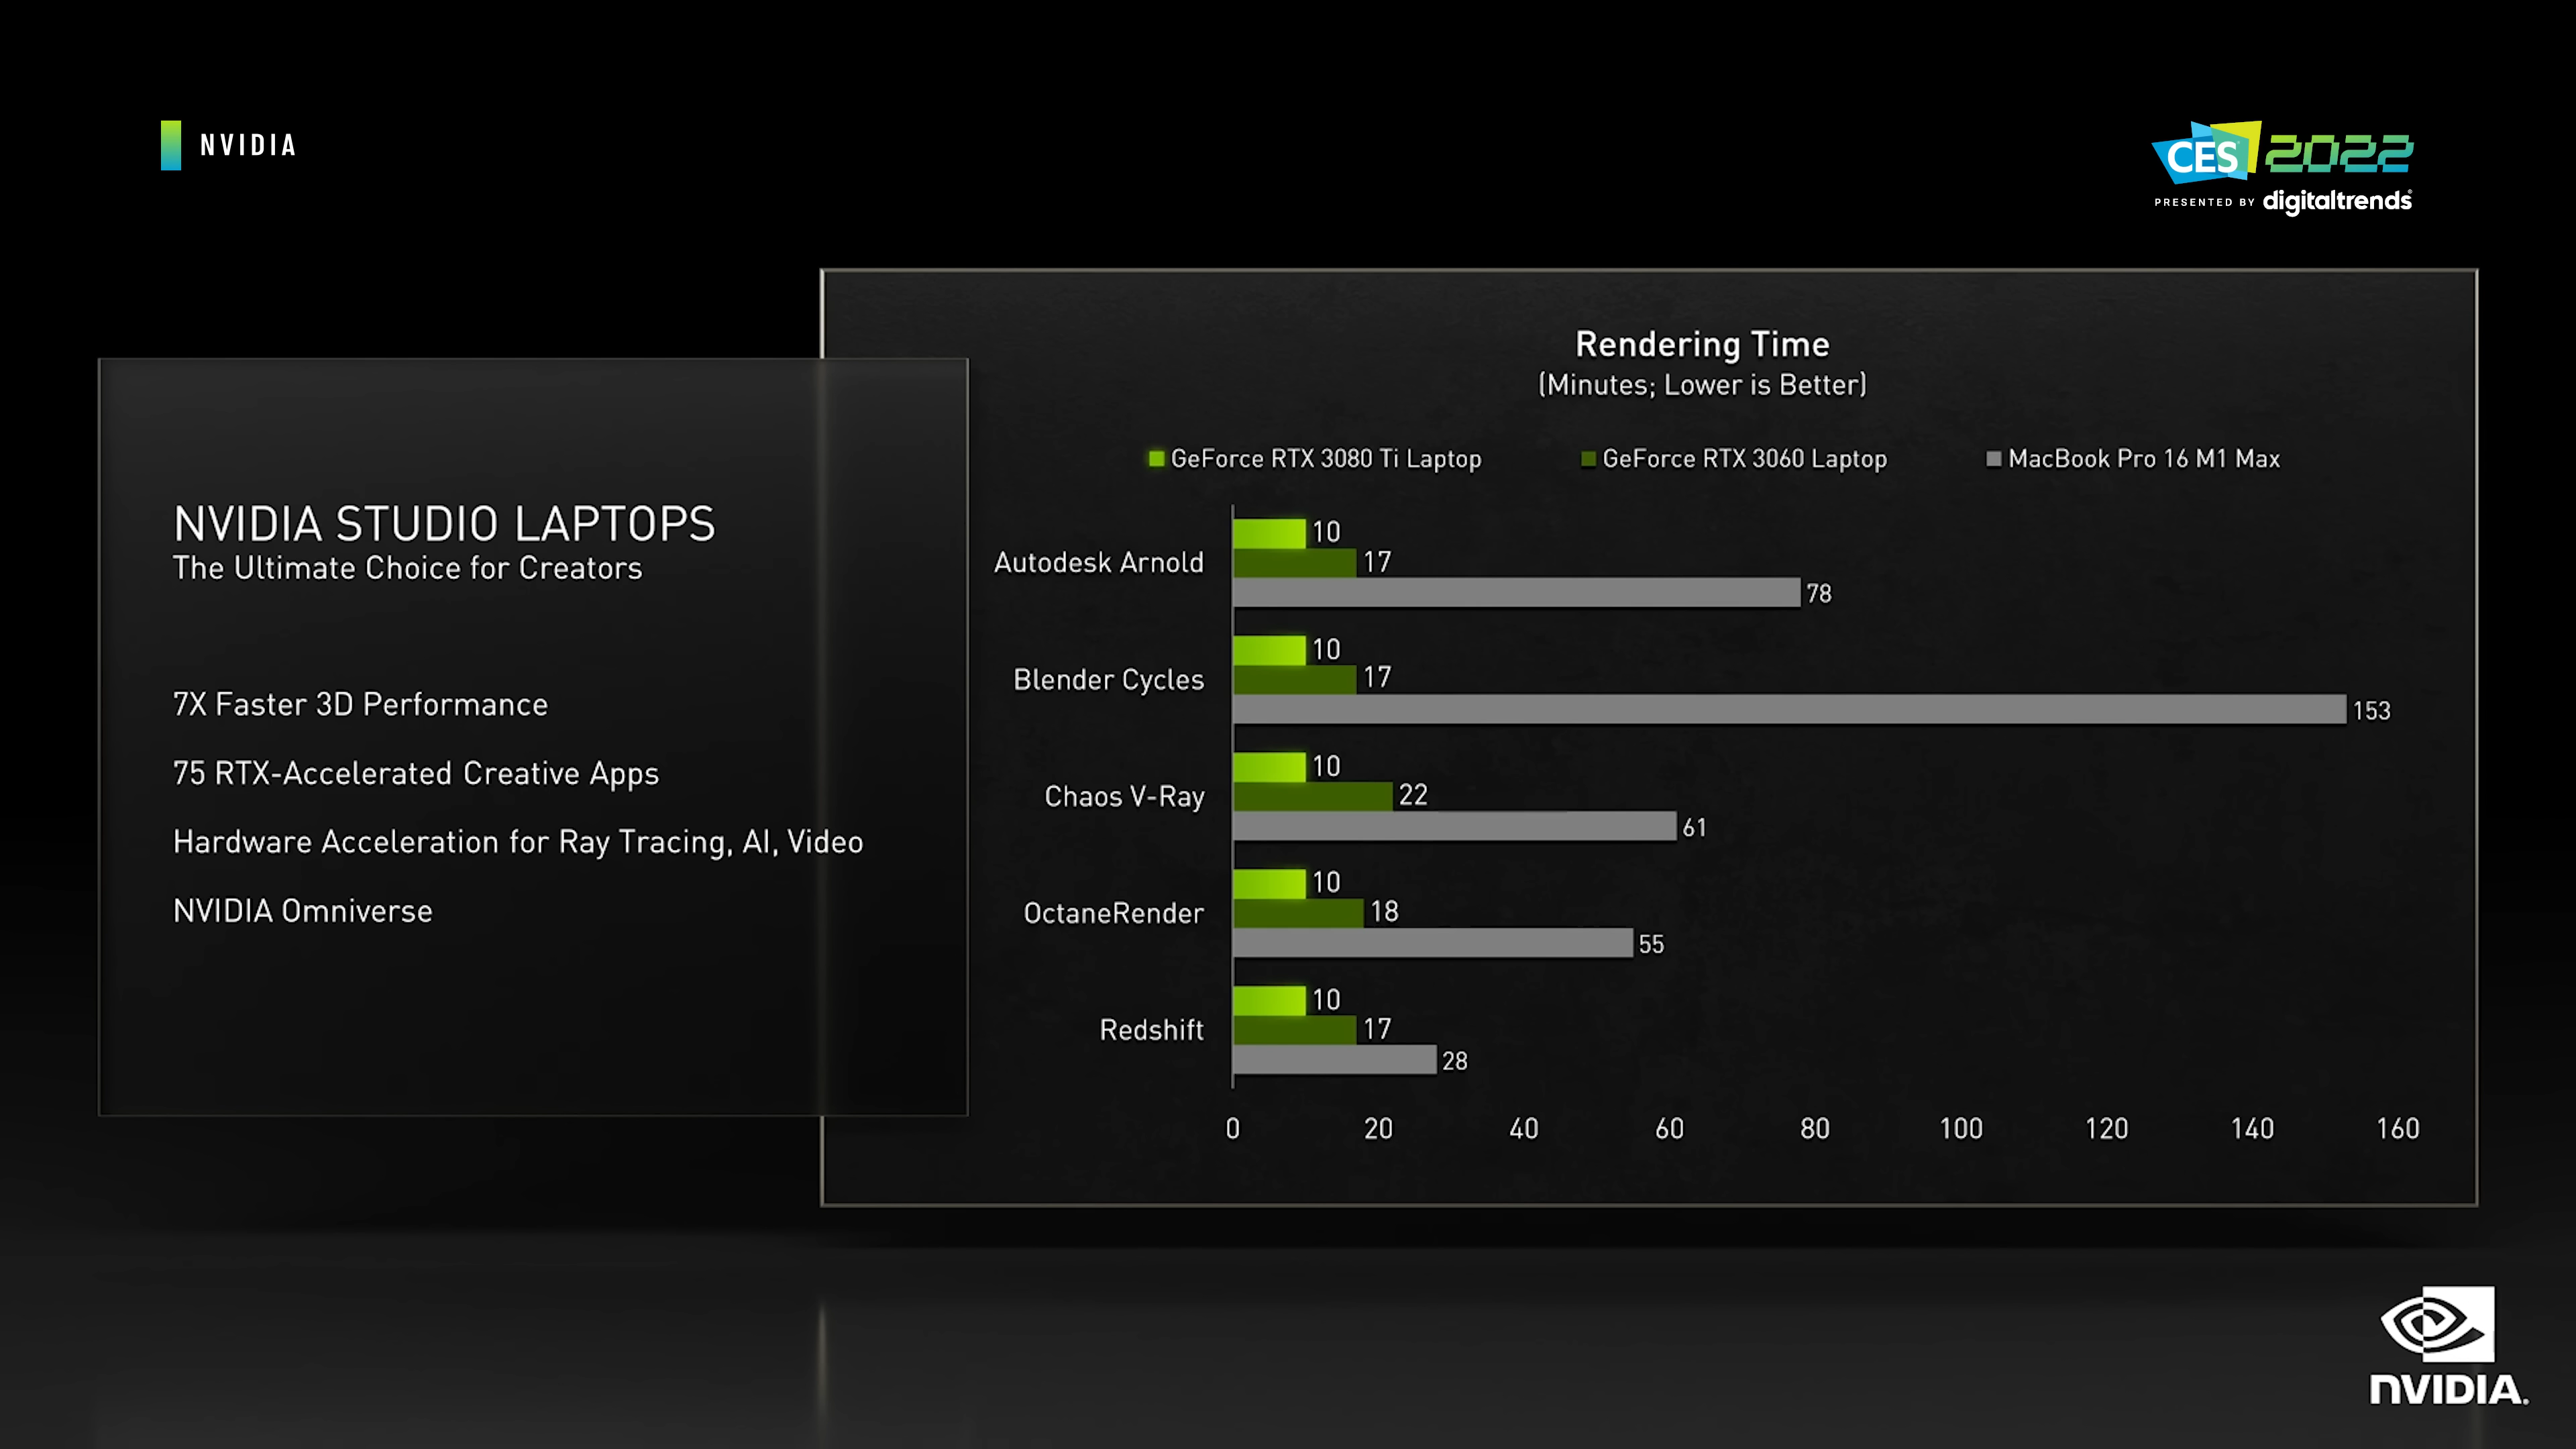 NVIDIA
CES 2022
PRESENTED BY digitaltrends
NVIDIA STUDIO LAPTOPS
The Ultimate Choice for Creators
7X Faster 3D Performance
75 RTX-Accelerated Creative Apps
Hardware Acceleration for Ray Tracing, AI, Video
NVIDIA Omniverse
Rendering Time
(Minutes; Lower is Better)
GeForce RTX 3080 Ti Laptop
GeForce RTX 3060 Laptop
MacBook Pro 16 M1 Max
Autodesk Arnold
10
17
78
Blender Cycles
10
17
153
Chaos V-Ray
10
22
61
OctaneRender
10
18
55
Redshift
10
17
28
0 20 40 60 80 100 120 140 160
NVIDIA.